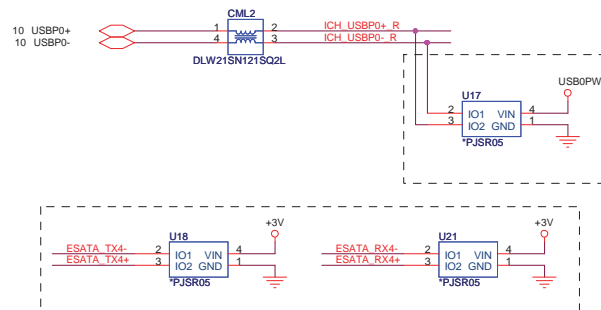 CML2
10 USBP0+ 1 2 ICH_USBP0+_R
10 USBP0- 4 3 ICH_USBP0-_R
DLW21SN121SQ2L
USB0PW
U17
2 IO1 VIN 4
3 IO2 GND 1
*PJSR05
+3V +3V
U18 U21
ESATA_TX4- 2 IO1 VIN 4 ESATA_RX4- 2 IO1 VIN 4
ESATA_TX4+ 3 IO2 GND 1 ESATA_RX4+ 3 IO2 GND 1
*PJSR05 *PJSR05